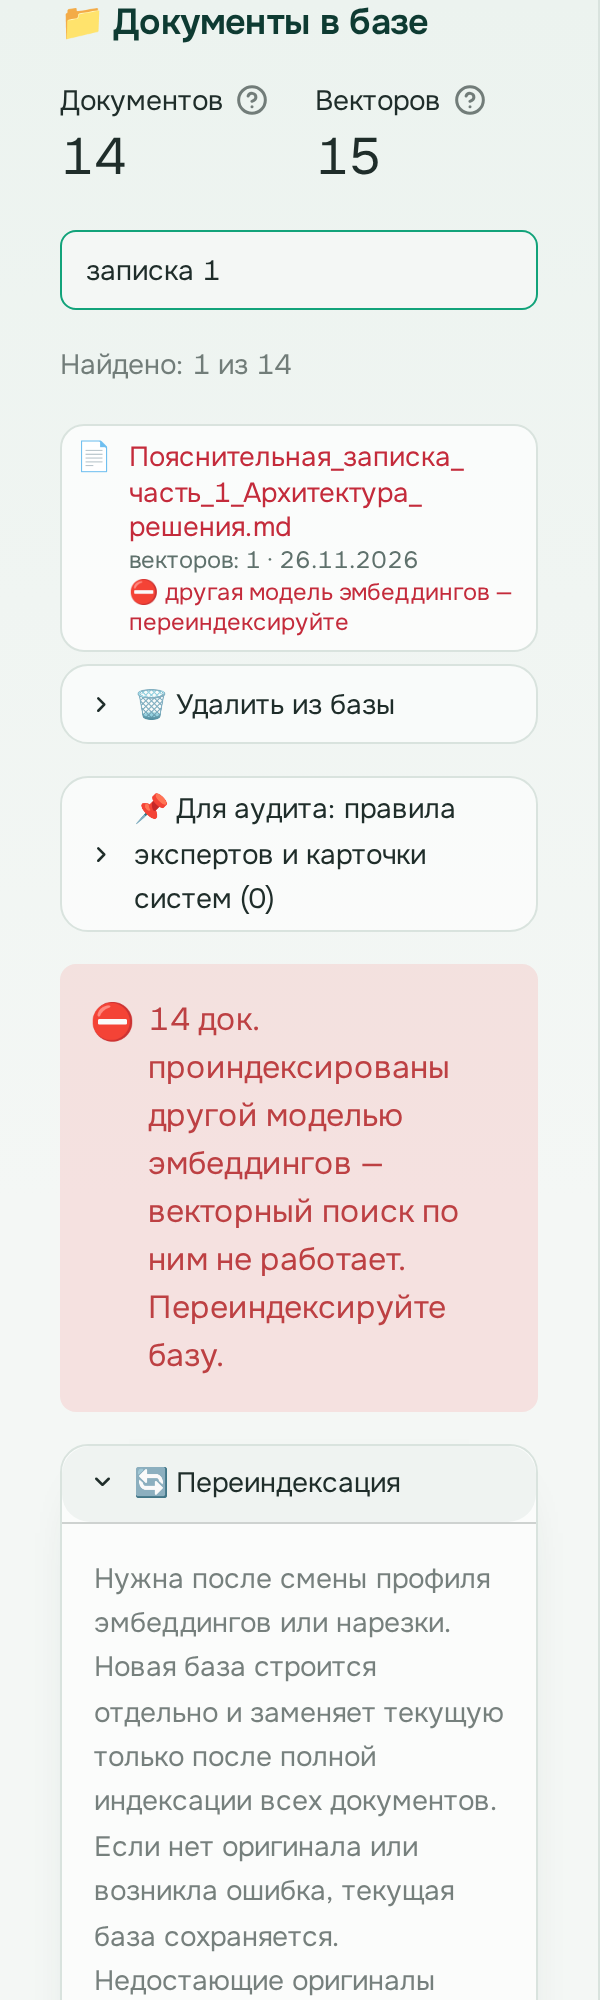 📁 Документы в базе
Документов
Векторов
14
15
записка 1
Найдено: 1 из 14
Пояснительная_записка_
часть_1_Архитектура_
решения.md
векторов: 1 · 26.11.2026
⛔ другая модель эмбеддингов —
переиндексируйте
🗑️ Удалить из базы
📌 Для аудита: правила
экспертов и карточки
систем (0)
⛔ 14 док.
проиндексированы
другой моделью
эмбеддингов —
векторный поиск по
ним не работает.
Переиндексируйте
базу.
🔄 Переиндексация
Нужна после смены профиля
эмбеддингов или нарезки.
Новая база строится
отдельно и заменяет текущую
только после полной
индексации всех документов.
Если нет оригинала или
возникла ошибка, текущая
база сохраняется.
Недостающие оригиналы